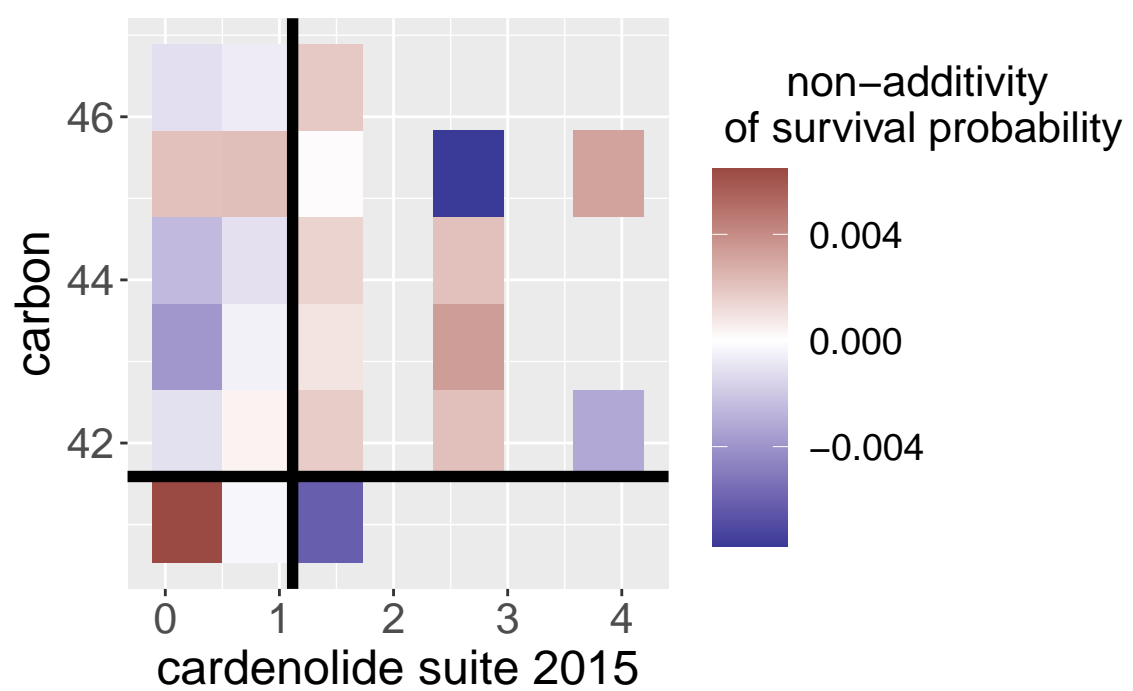 non−additivity
of survival probability
0.004
0.000
−0.004
carbon
46
44
42
0 1 2 3 4
cardenolide suite 2015